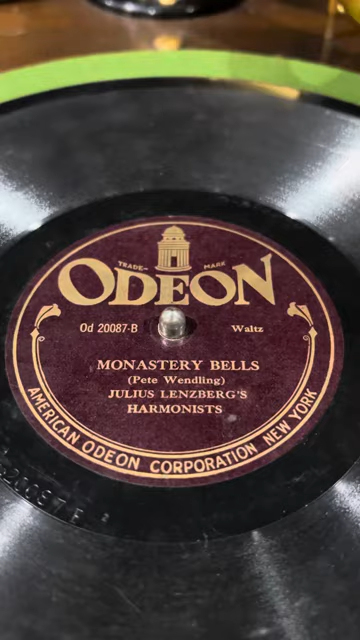 TRADE- MARK
ODEON
Od 20087-B Waltz
MONASTERY BELLS
(Pete Wendling)
JULIUS LENZBERG'S
HARMONISTS
AMERICAN ODEON CORPORATION NEW YORK